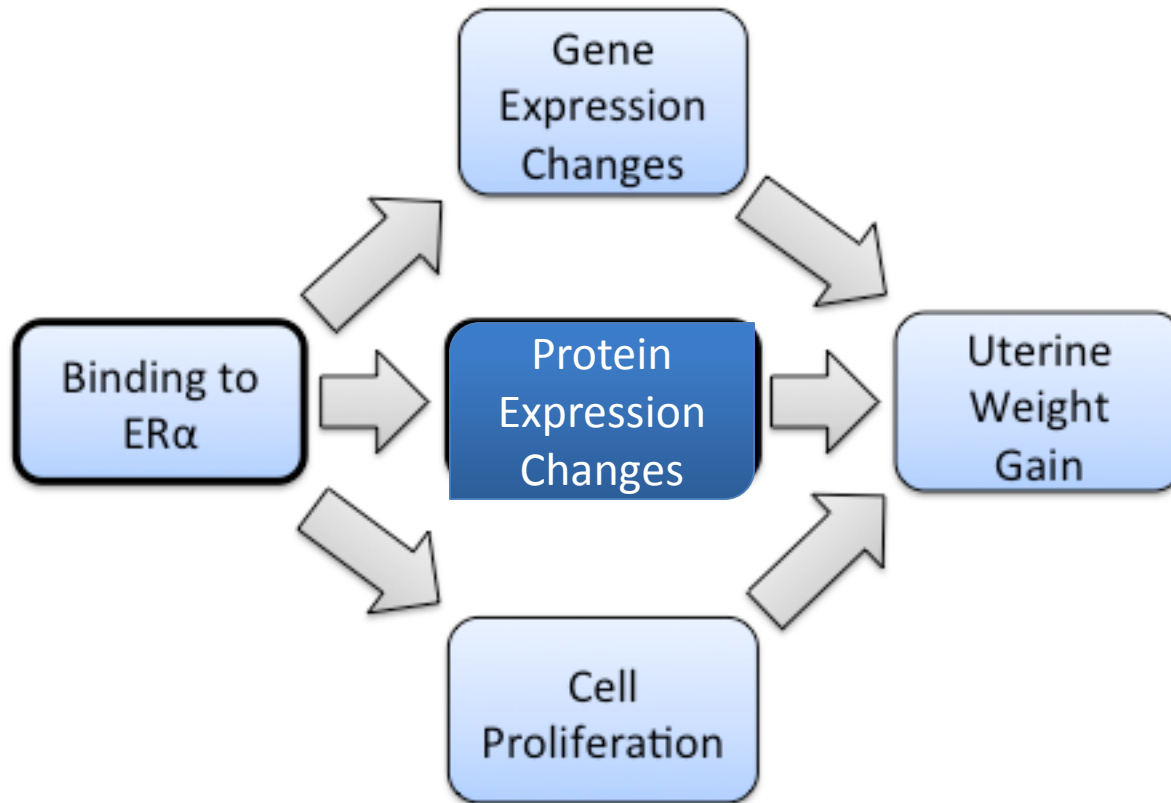 Gene
Expression
Changes
Binding to
ERα
Protein
Expression
Changes
Uterine
Weight
Gain
Cell
Proliferation